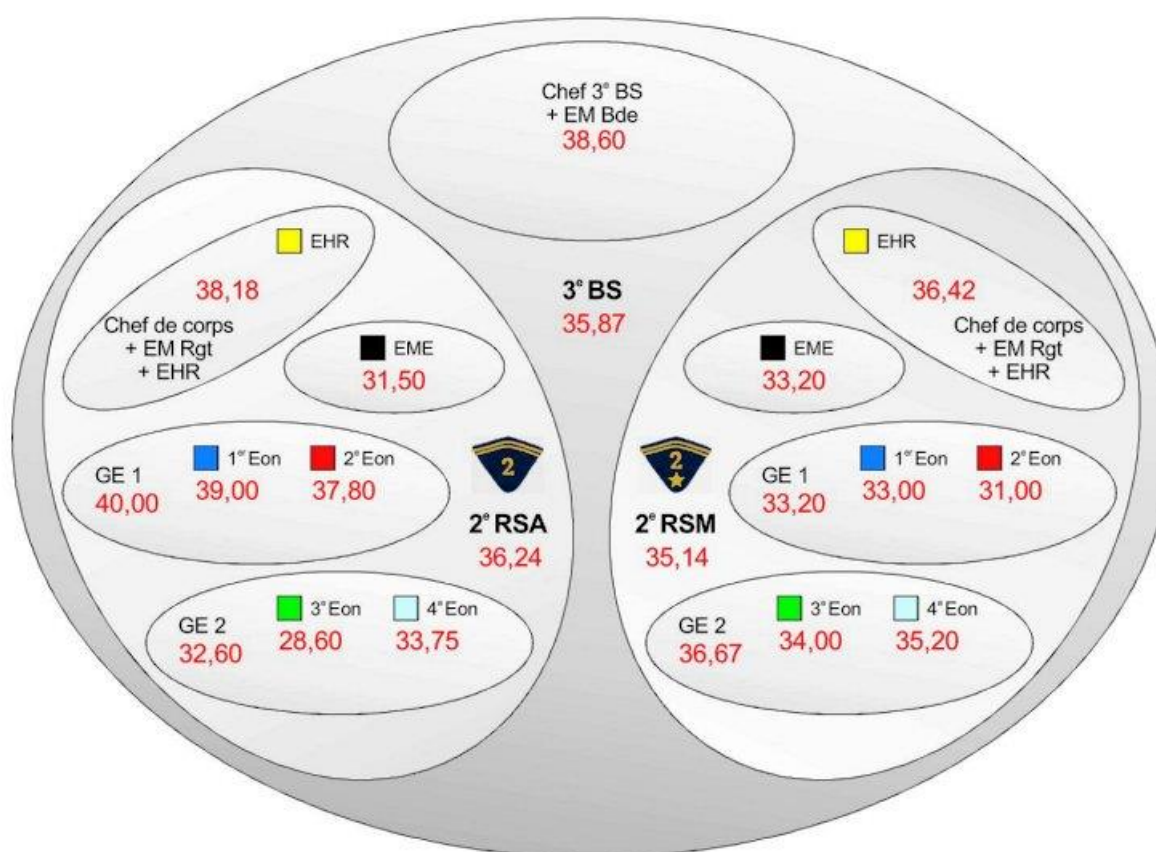 Chef 3° BS
+ EM Bde
38,60
3° BS
35,87
EHR
38,18
Chef de corps
+ EM Rgt
+ EHR
EME
31,50
GE 1
40,00
1er Eon
39,00
2° Eon
37,80
2
2° RSA
36,24
GE 2
32,60
3° Eon
28,60
4° Eon
33,75
EHR
36,42
Chef de corps
+ EM Rgt
+ EHR
EME
33,20
2
2° RSM
35,14
GE 1
33,20
1er Eon
33,00
2° Eon
31,00
GE 2
36,67
3° Eon
34,00
4° Eon
35,20